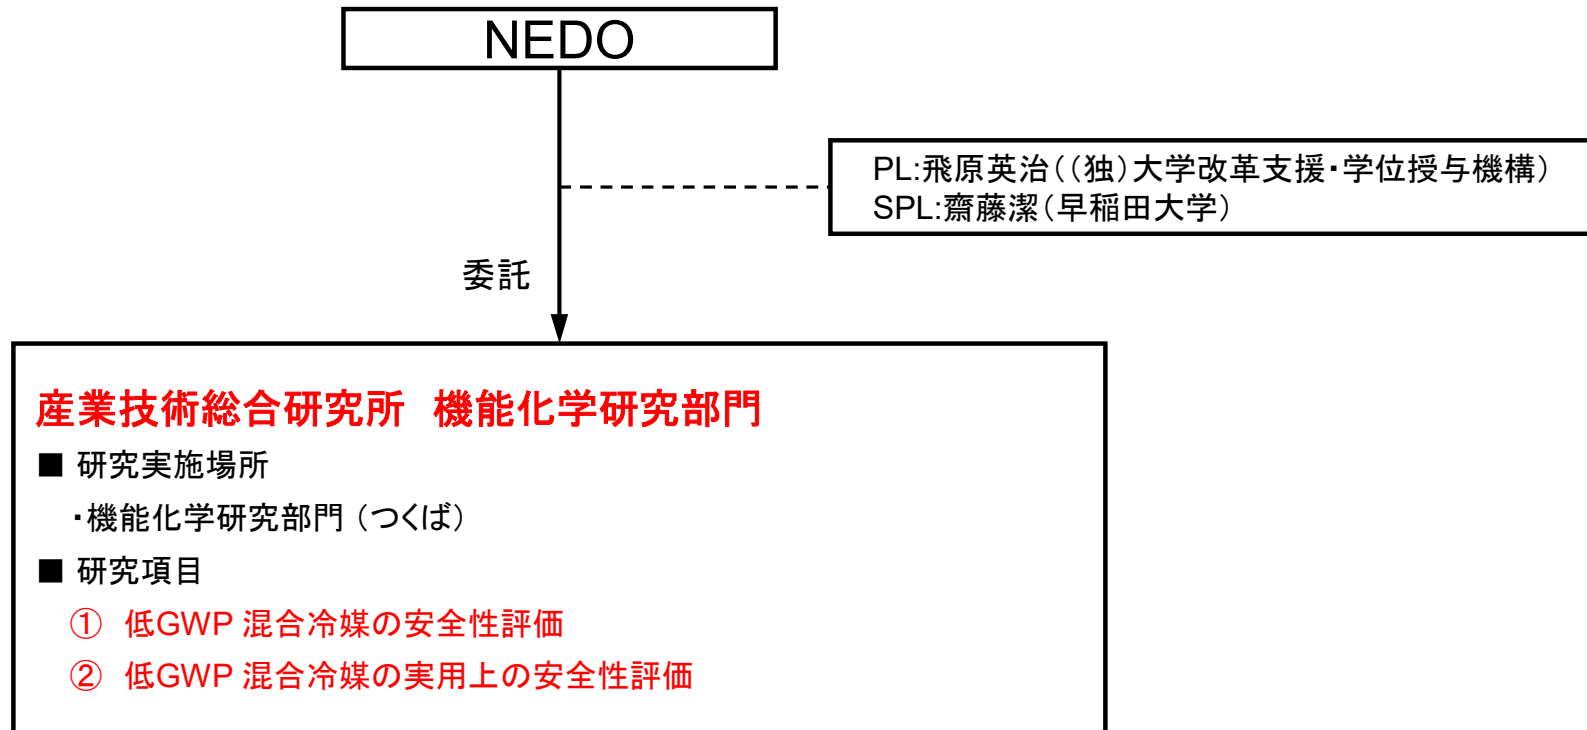 NEDO
PL:飛原英治((独)大学改革支援・学位授与機構)
SPL:齋藤潔(早稲田大学)
委託
産業技術総合研究所 機能化学研究部門
■ 研究実施場所
・機能化学研究部門 (つくば)
■ 研究項目
① 低GWP 混合冷媒の安全性評価
② 低GWP 混合冷媒の実用上の安全性評価